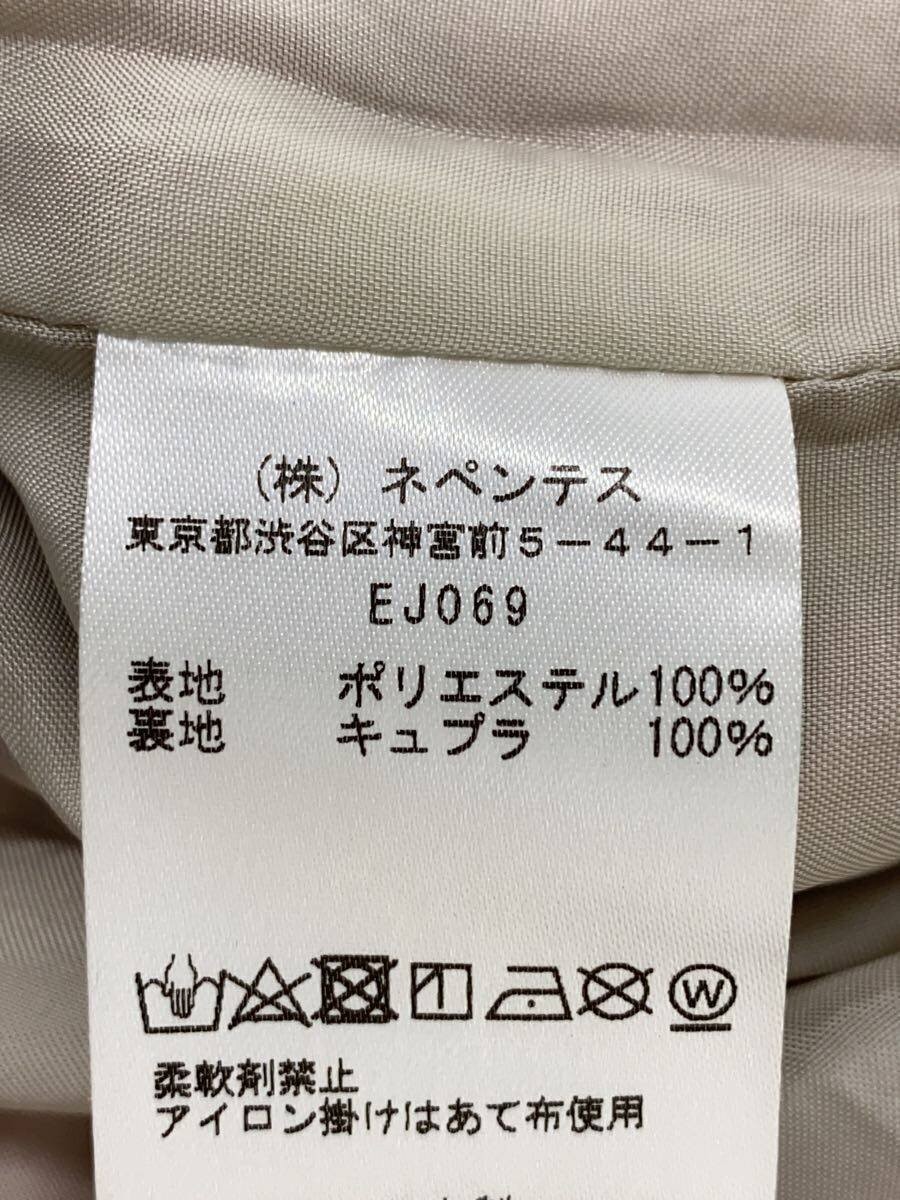 (株) ネペンテス
東京都渋谷区神宮前5-44-1
EJ069
表地 ポリエステル100%
裏地 キュプラ 100%
W
柔軟剤禁止
アイロン掛けはあて布使用